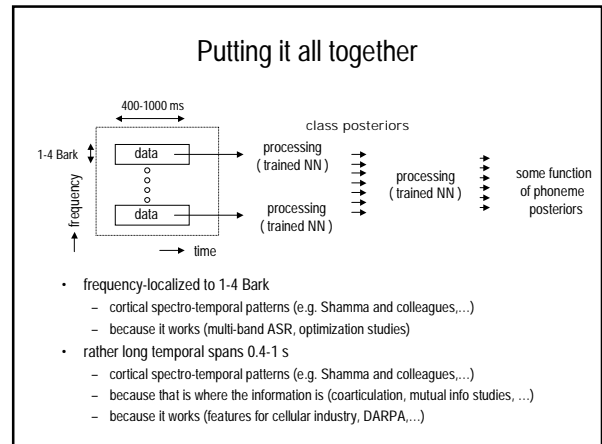 Putting it all together
400-1000 ms
class posteriors
1-4 Bark
data
processing
( trained NN)
processing
( trained NN)
some function
of phoneme
posteriors
frequency
data
processing
( trained NN)
time
• frequency-localized to 1-4 Bark
– cortical spectro-temporal patterns (e.g. Shamma and colleagues,...)
– because it works (multi-band ASR, optimization studies)
• rather long temporal spans 0.4-1 s
– cortical spectro-temporal patterns (e.g. Shamma and colleagues,...)
– because that is where the information is (coarticulation, mutual info studies, ...)
– because it works (features for cellular industry, DARPA,...)